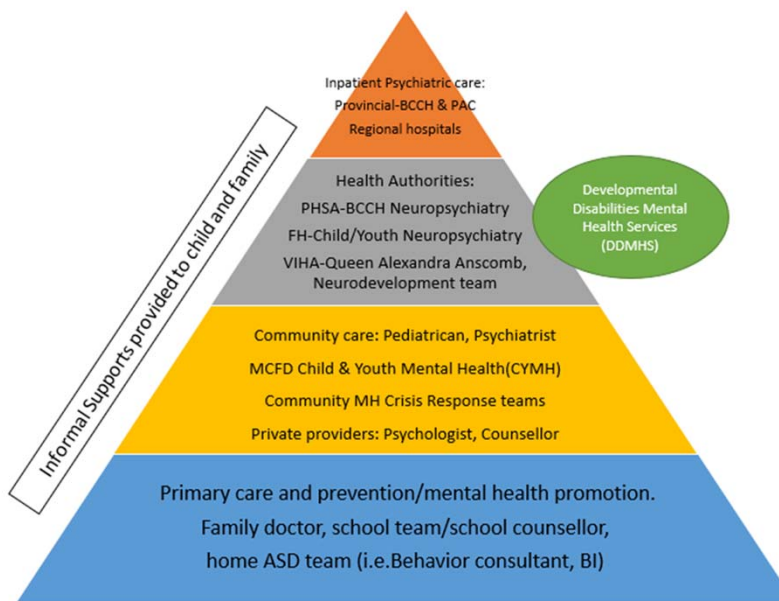 Inpatient Psychiatric care:
Provincial-BCCH & PAC
Regional hospitals
Health Authorities:
PHSA-BCCH Neuropsychiatry
FH-Child/Youth Neuropsychiatry
VIHA-Queen Alexandra Anscomb,
Neurodevelopment team
Developmental
Disabilities Mental
Health Services
(DDMHS)
Informal Supports provided to child and family
Community care: Pediatrican, Psychiatrist
MCFD Child & Youth Mental Health(CYMH)
Community MH Crisis Response teams
Private providers: Psychologist, Counsellor
Primary care and prevention/mental health promotion.
Family doctor, school team/school counsellor,
home ASD team (i.e.Behavior consultant, BI)